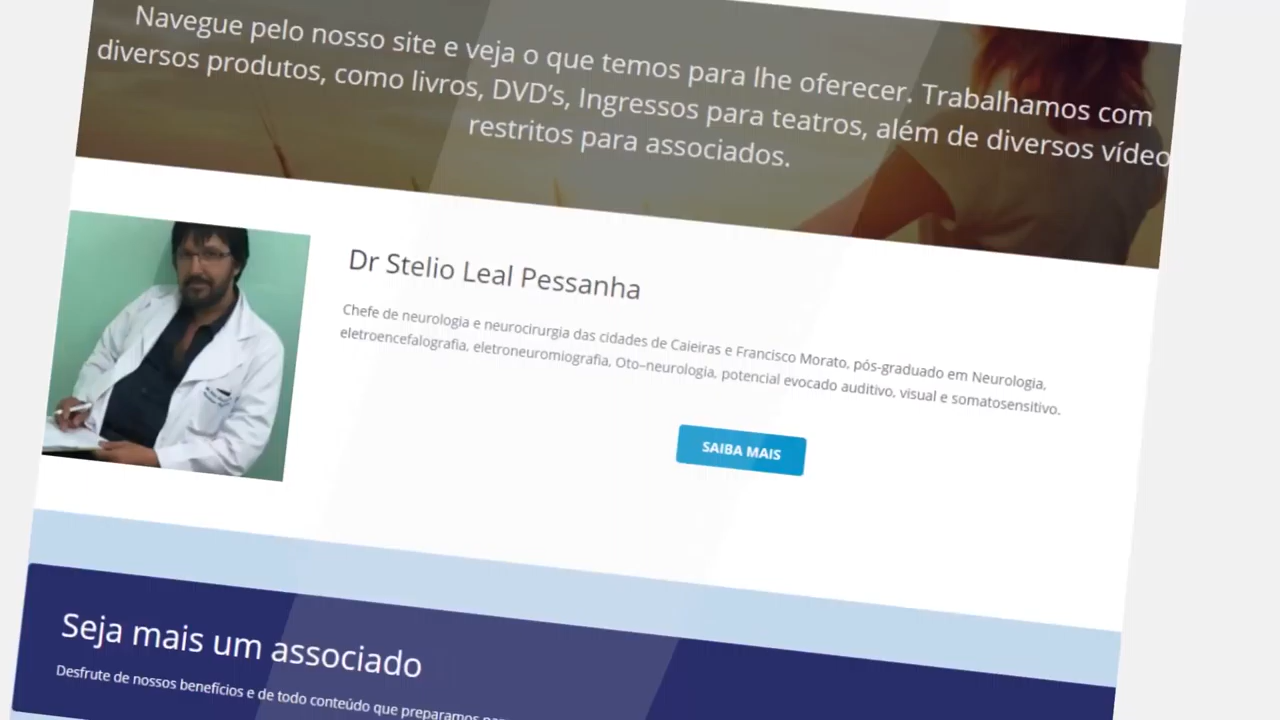 Navegue pelo nosso site e veja o que temos para lhe oferecer. Trabalhamos com
diversos produtos, como livros, DVD's, Ingressos para teatros, além de diversos vídeo
restritos para associados.
Dr Stelio Leal Pessanha
Chefe de neurologia e neurocirurgia das cidades de Caieiras e Francisco Morato, pós-graduado em Neurologia,
eletroencefalografia, eletroneuromiografia, Oto–neurologia, potencial evocado auditivo, visual e somatosensitivo.
SAIBA MAIS
Seja mais um associado
Desfrute de nossos benefícios e de todo conteúdo que preparamos